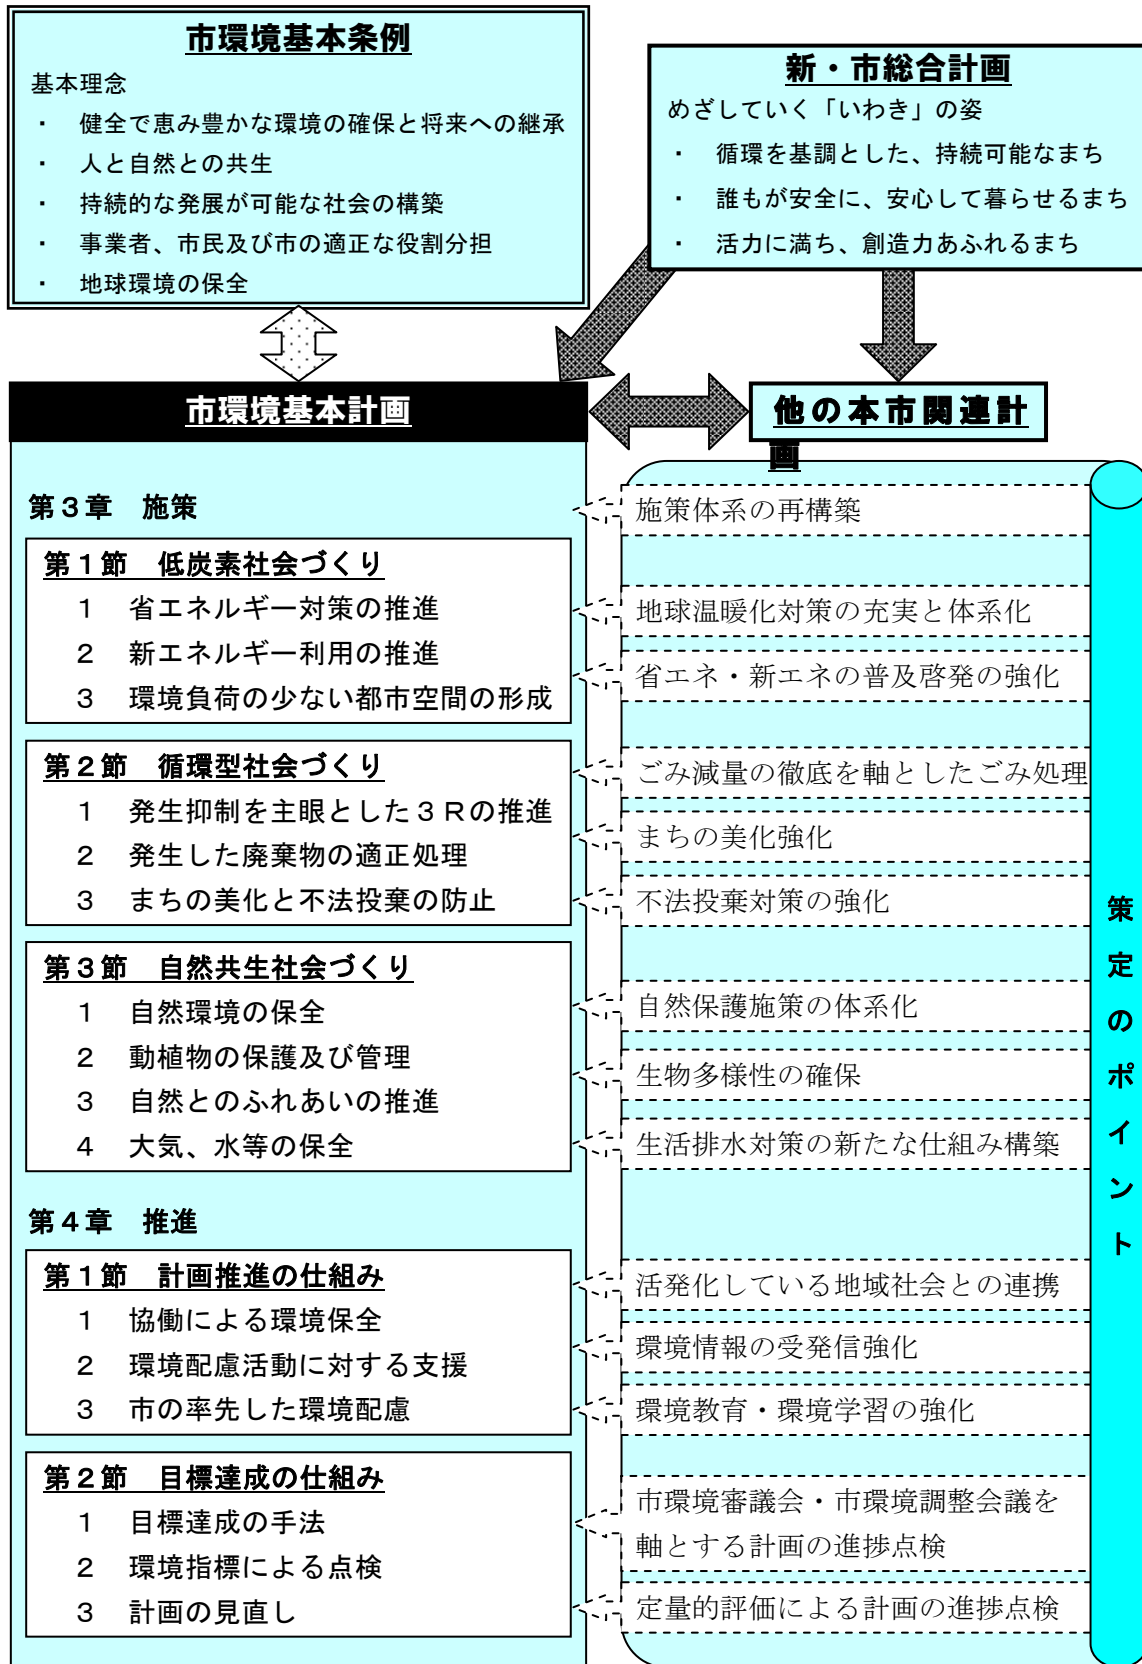 市環境基本条例
基本理念
・ 健全で恵み豊かな環境の確保と将来への継承
・ 人と自然との共生
・ 持続的な発展が可能な社会の構築
・ 事業者、市民及び市の適正な役割分担
・ 地球環境の保全
新・市総合計画
めざしていく「いわき」の姿
・ 循環を基調とした、持続可能なまち
・ 誰もが安全に、安心して暮らせるまち
・ 活力に満ち、創造力あふれるまち
市環境基本計画
他の本市関連計
画
第3章 施策
第1節 低炭素社会づくり
1 省エネルギー対策の推進
2 新エネルギー利用の推進
3 環境負荷の少ない都市空間の形成
第2節 循環型社会づくり
1 発生抑制を主眼とした3Rの推進
2 発生した廃棄物の適正処理
3 まちの美化と不法投棄の防止
第3節 自然共生社会づくり
1 自然環境の保全
2 動植物の保護及び管理
3 自然とのふれあいの推進
4 大気、水等の保全
第4章 推進
第1節 計画推進の仕組み
1 協働による環境保全
2 環境配慮活動に対する支援
3 市の率先した環境配慮
第2節 目標達成の仕組み
1 目標達成の手法
2 環境指標による点検
3 計画の見直し
施策体系の再構築
地球温暖化対策の充実と体系化
省エネ・新エネの普及啓発の強化
ごみ減量の徹底を軸としたごみ処理
まちの美化強化
不法投棄対策の強化
自然保護施策の体系化
生物多様性の確保
生活排水対策の新たな仕組み構築
活発化している地域社会との連携
環境情報の受発信強化
環境教育・環境学習の強化
市環境審議会・市環境調整会議を
軸とする計画の進捗点検
定量的評価による計画の進捗点検
策定のポイント